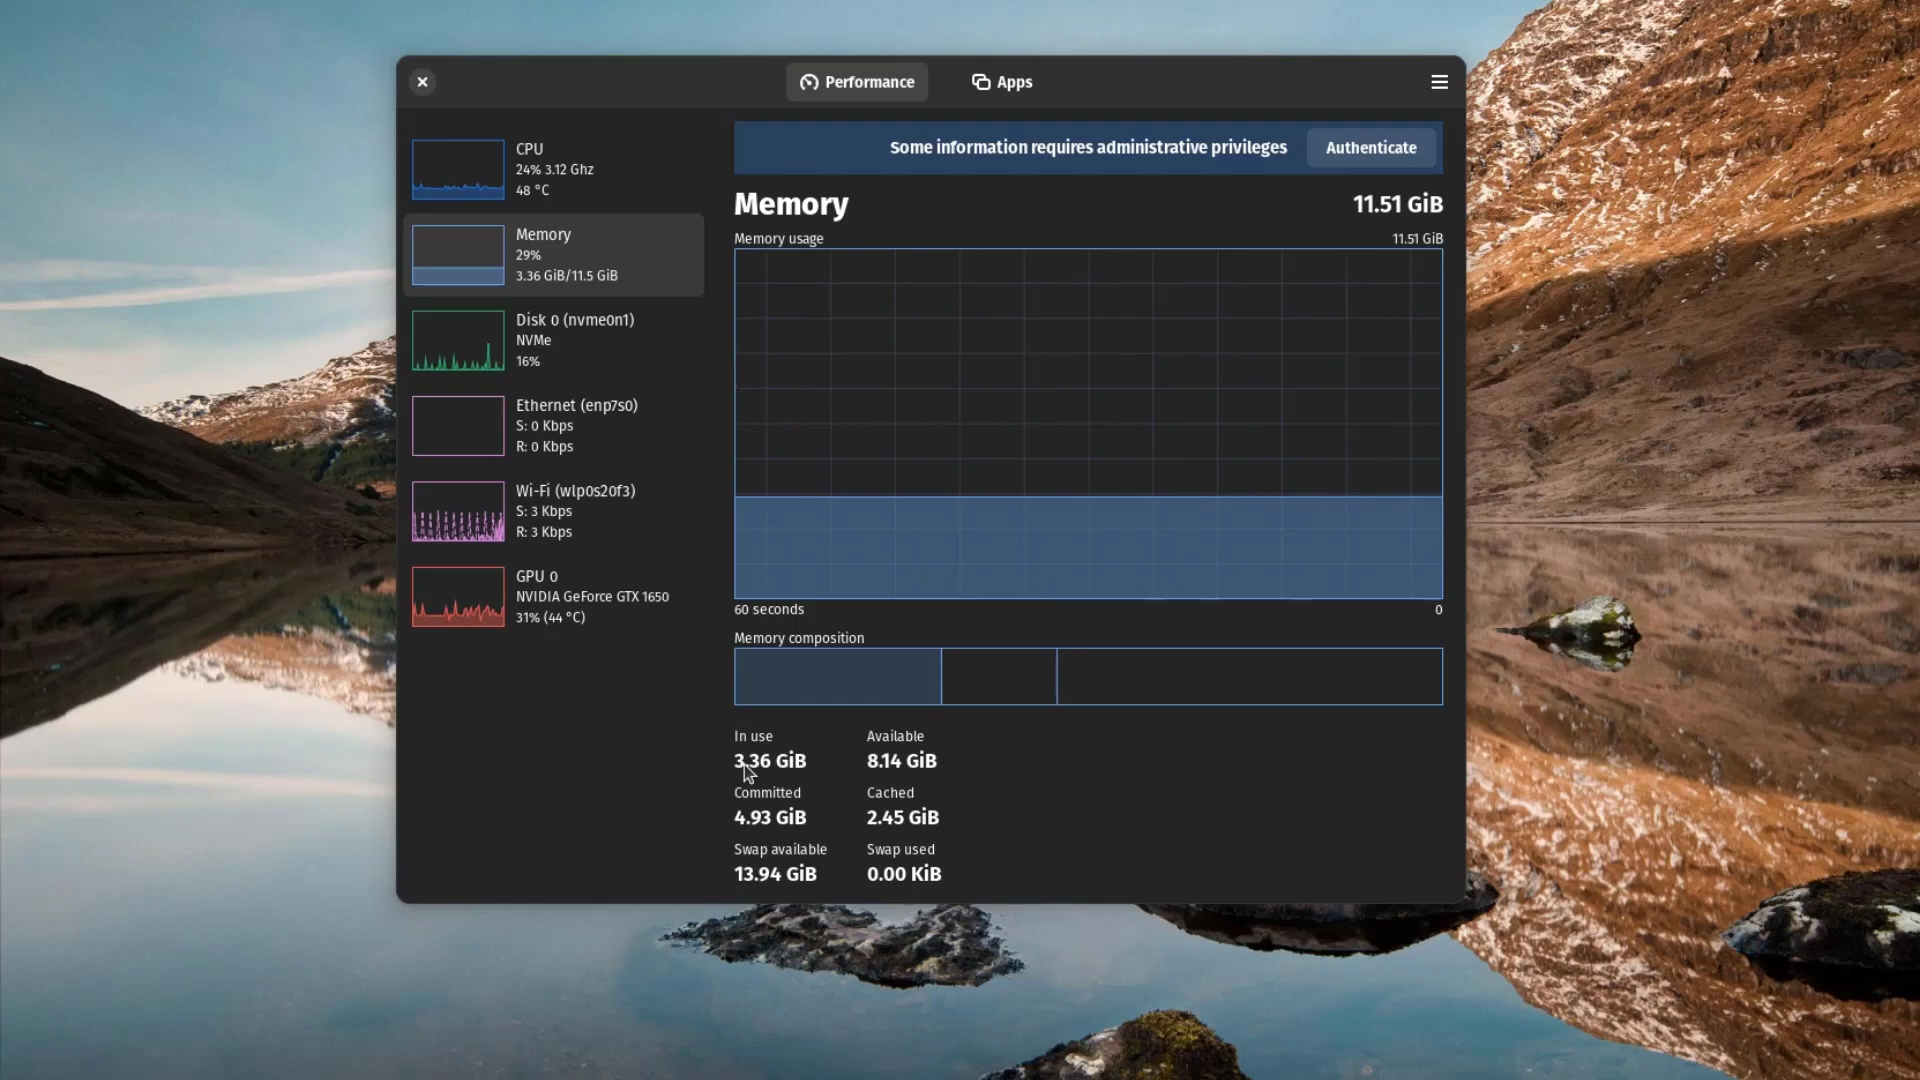 Performance
Apps
CPU
24% 3.12 Ghz
48 °C
Memory
29%
3.36 GiB/11.5 GiB
Disk 0 (nvme0n1)
NVMe
16%
Ethernet (enp7s0)
S: 0 Kbps
R: 0 Kbps
Wi-Fi (wlp0s20f3)
S: 3 Kbps
R: 3 Kbps
GPU 0
NVIDIA GeForce GTX 1650
31% (44 °C)
Some information requires administrative privileges
Authenticate
Memory 11.51 GiB
Memory usage 11.51 GiB
60 seconds 0
Memory composition
In use Available
3.36 GiB 8.14 GiB
Committed Cached
4.93 GiB 2.45 GiB
Swap available Swap used
13.94 GiB 0.00 KiB